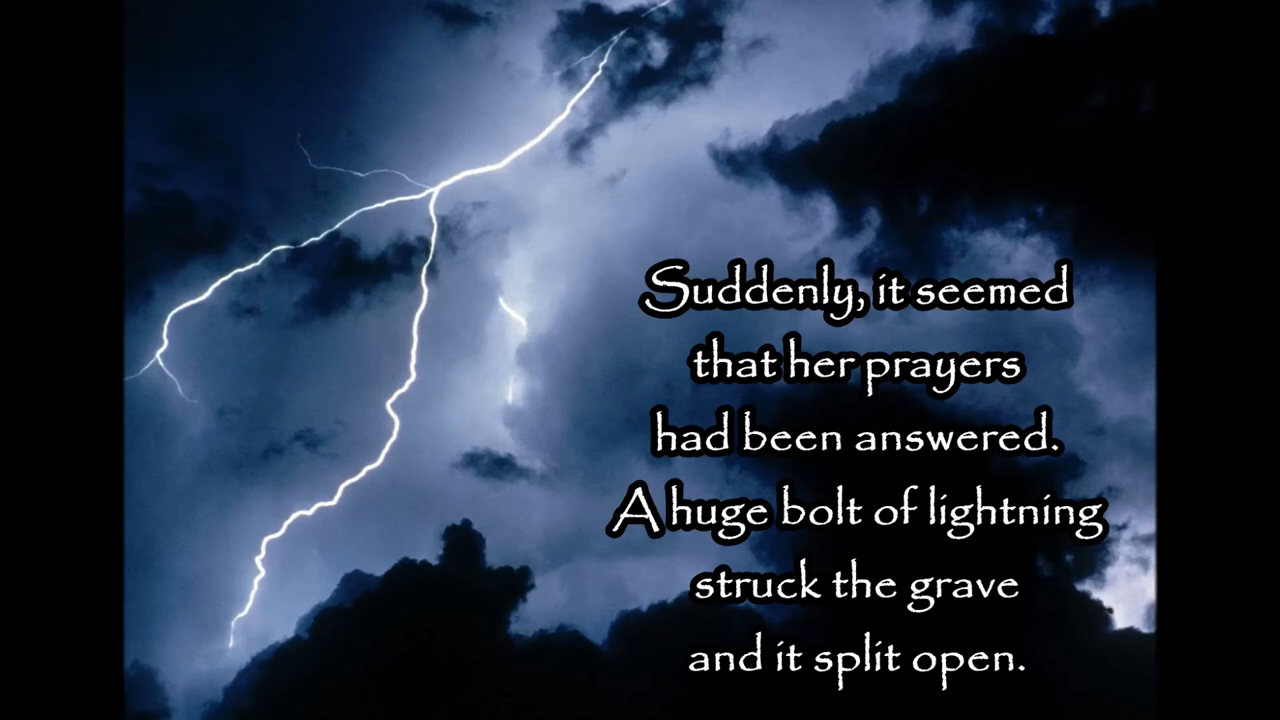 Suddenly, it seemed
that her prayers
had been answered.
A huge bolt of lightning
struck the grave
and it split open.